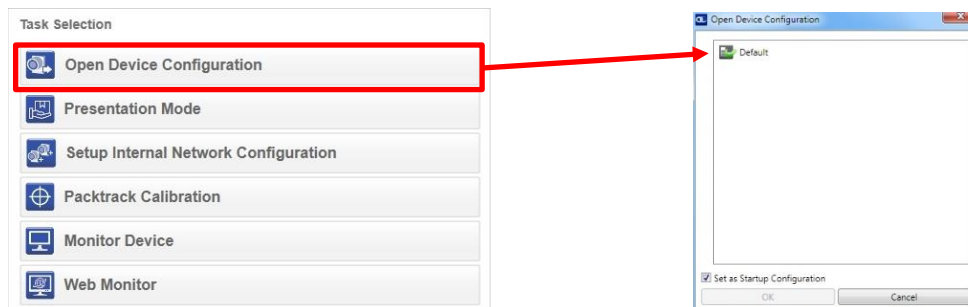 Task Selection
Open Device Configuration
Presentation Mode
Setup Internal Network Configuration
Packtrack Calibration
Monitor Device
Web Monitor
Open Device Configuration
Default
Set as Startup Configuration
OK
Cancel